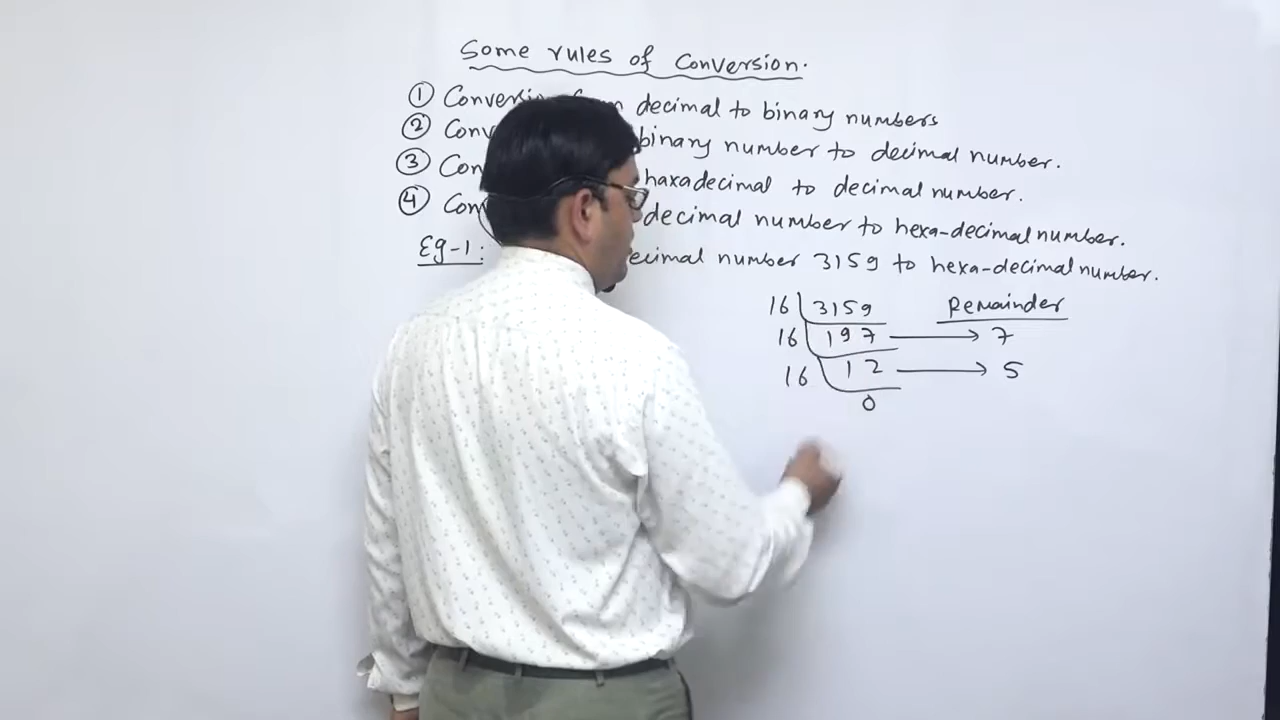 Some rules of Conversion.
① Conversion from decimal to binary numbers
② Conv binary number to decimal number.
③ Con haxadecimal to decimal number.
④ Con decimal number to hexa-decimal number.
Eg-1: ecimal number 3159 to hexa-decimal number.
16 3159 Remainder
16 197 → 7
16 12 → 5
0